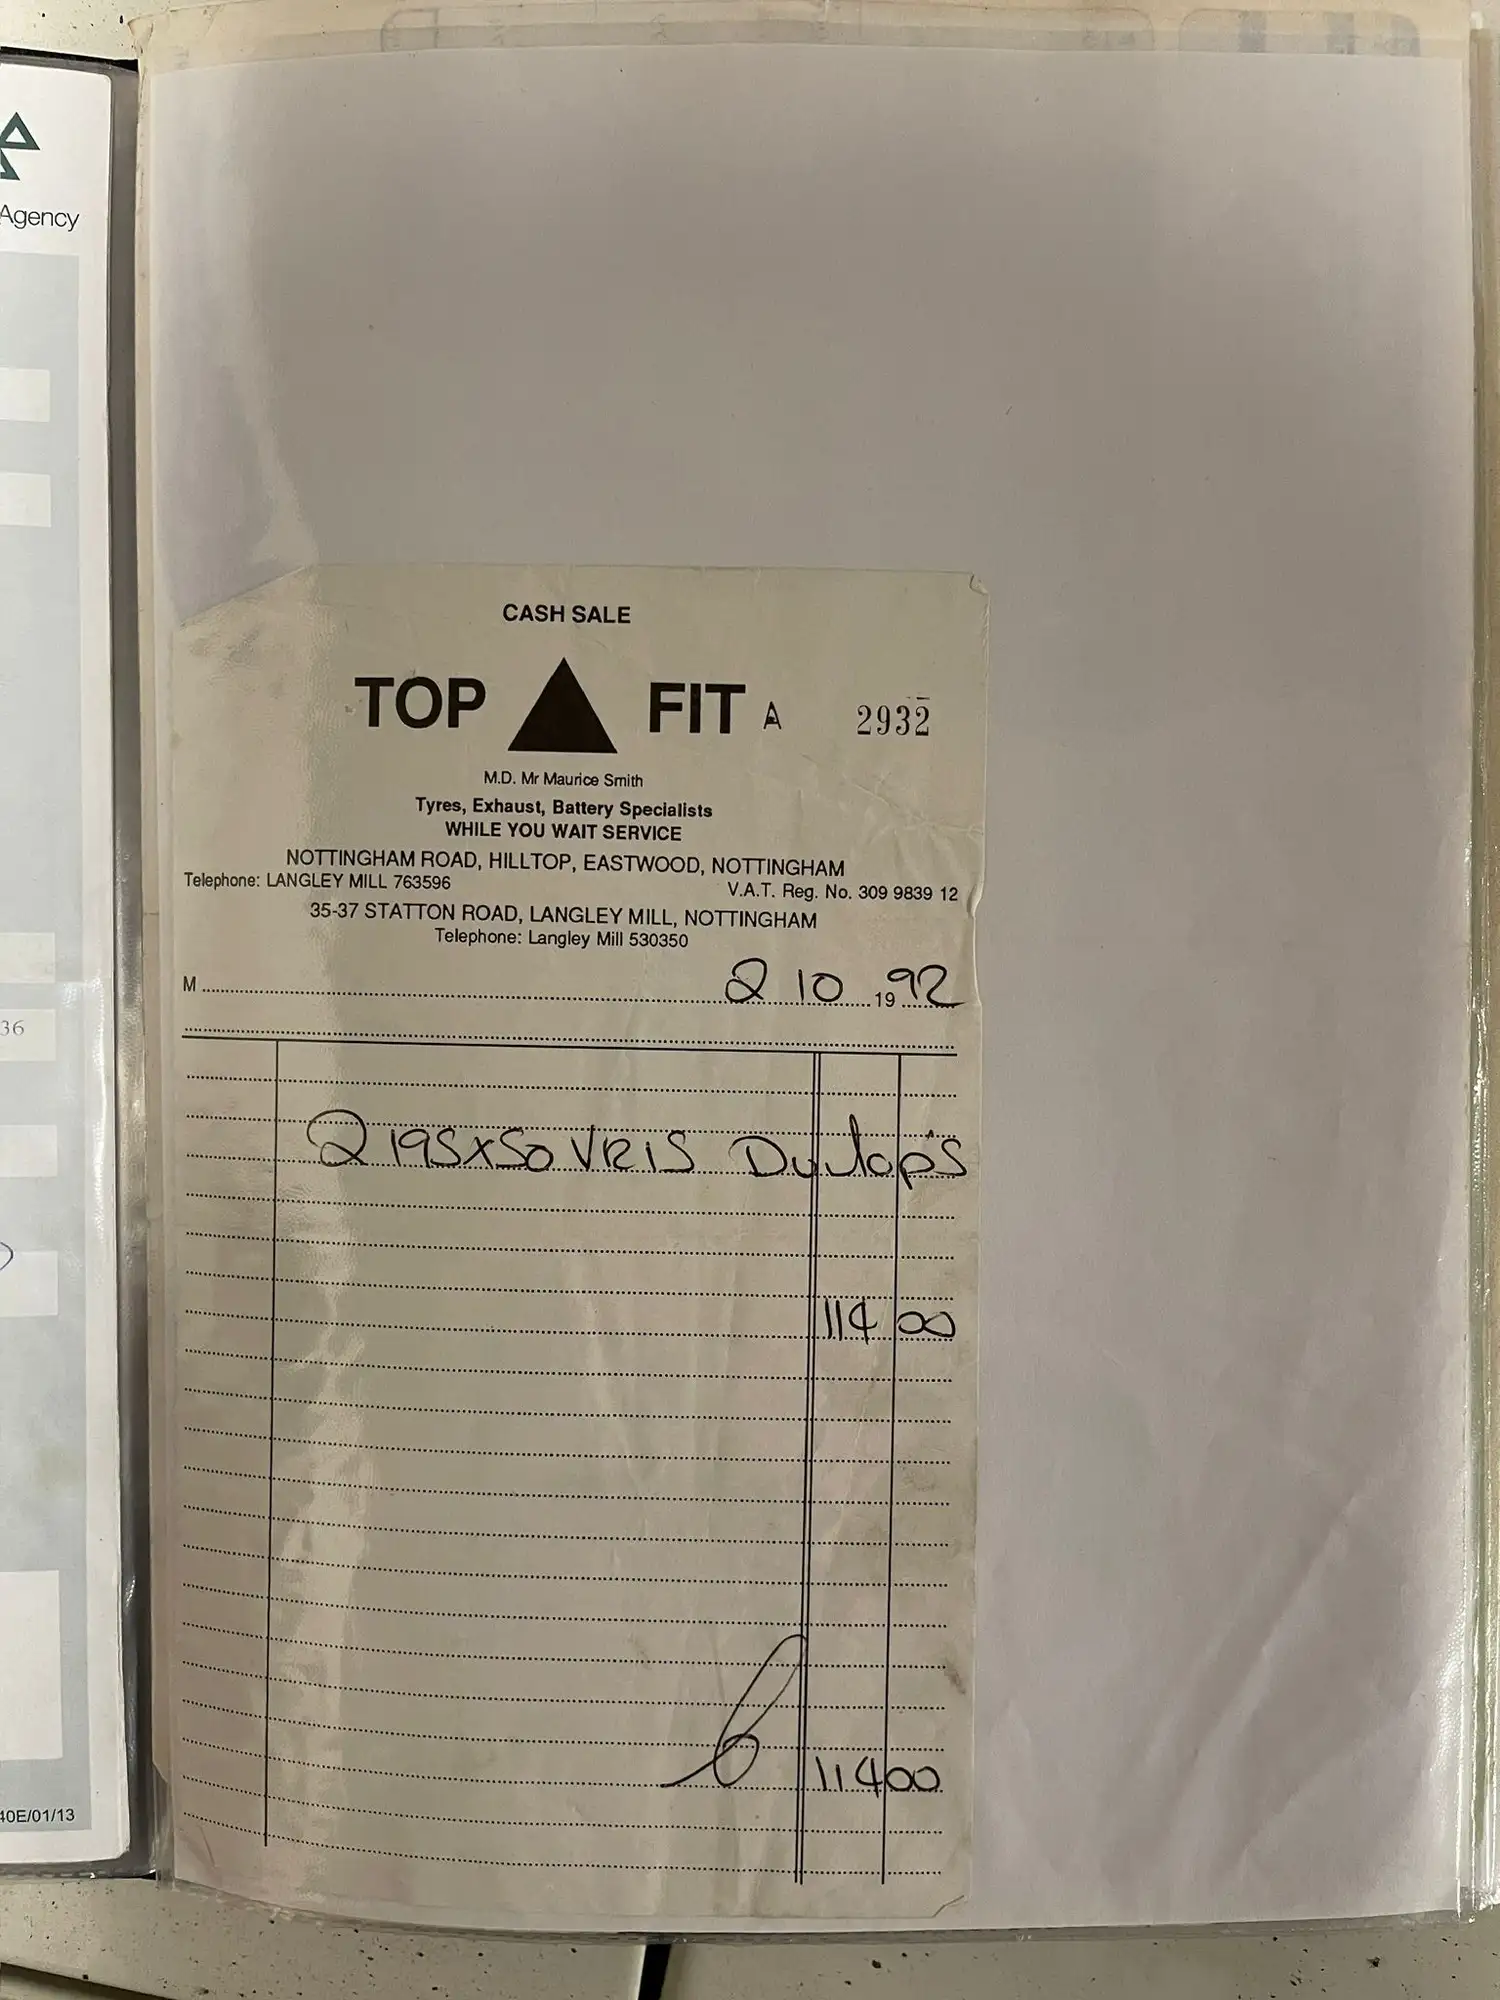 Agency
36
40E/01/13
CASH SALE
TOP FIT A 2932
M.D. Mr Maurice Smith
Tyres, Exhaust, Battery Specialists
WHILE YOU WAIT SERVICE
NOTTINGHAM ROAD, HILLTOP, EASTWOOD, NOTTINGHAM
Telephone: LANGLEY MILL 763596 V.A.T. Reg. No. 309 9839 12
35-37 STATTON ROAD, LANGLEY MILL, NOTTINGHAM
Telephone: Langley Mill 530350
M 2 10 19 92
2 195x50 VR15 Dunlop's
114 00
114 00